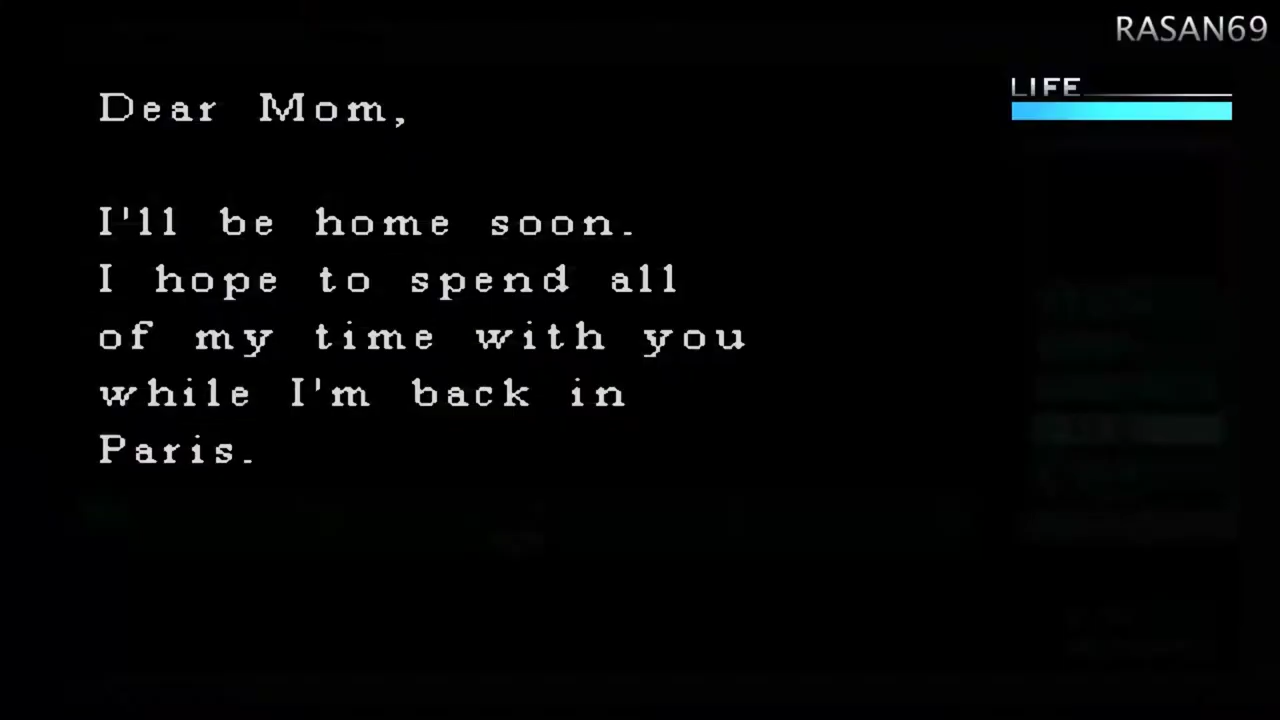 RASAN69
LIFE
Dear Mom,
I'll be home soon.
I hope to spend all
of my time with you
while I'm back in
Paris.